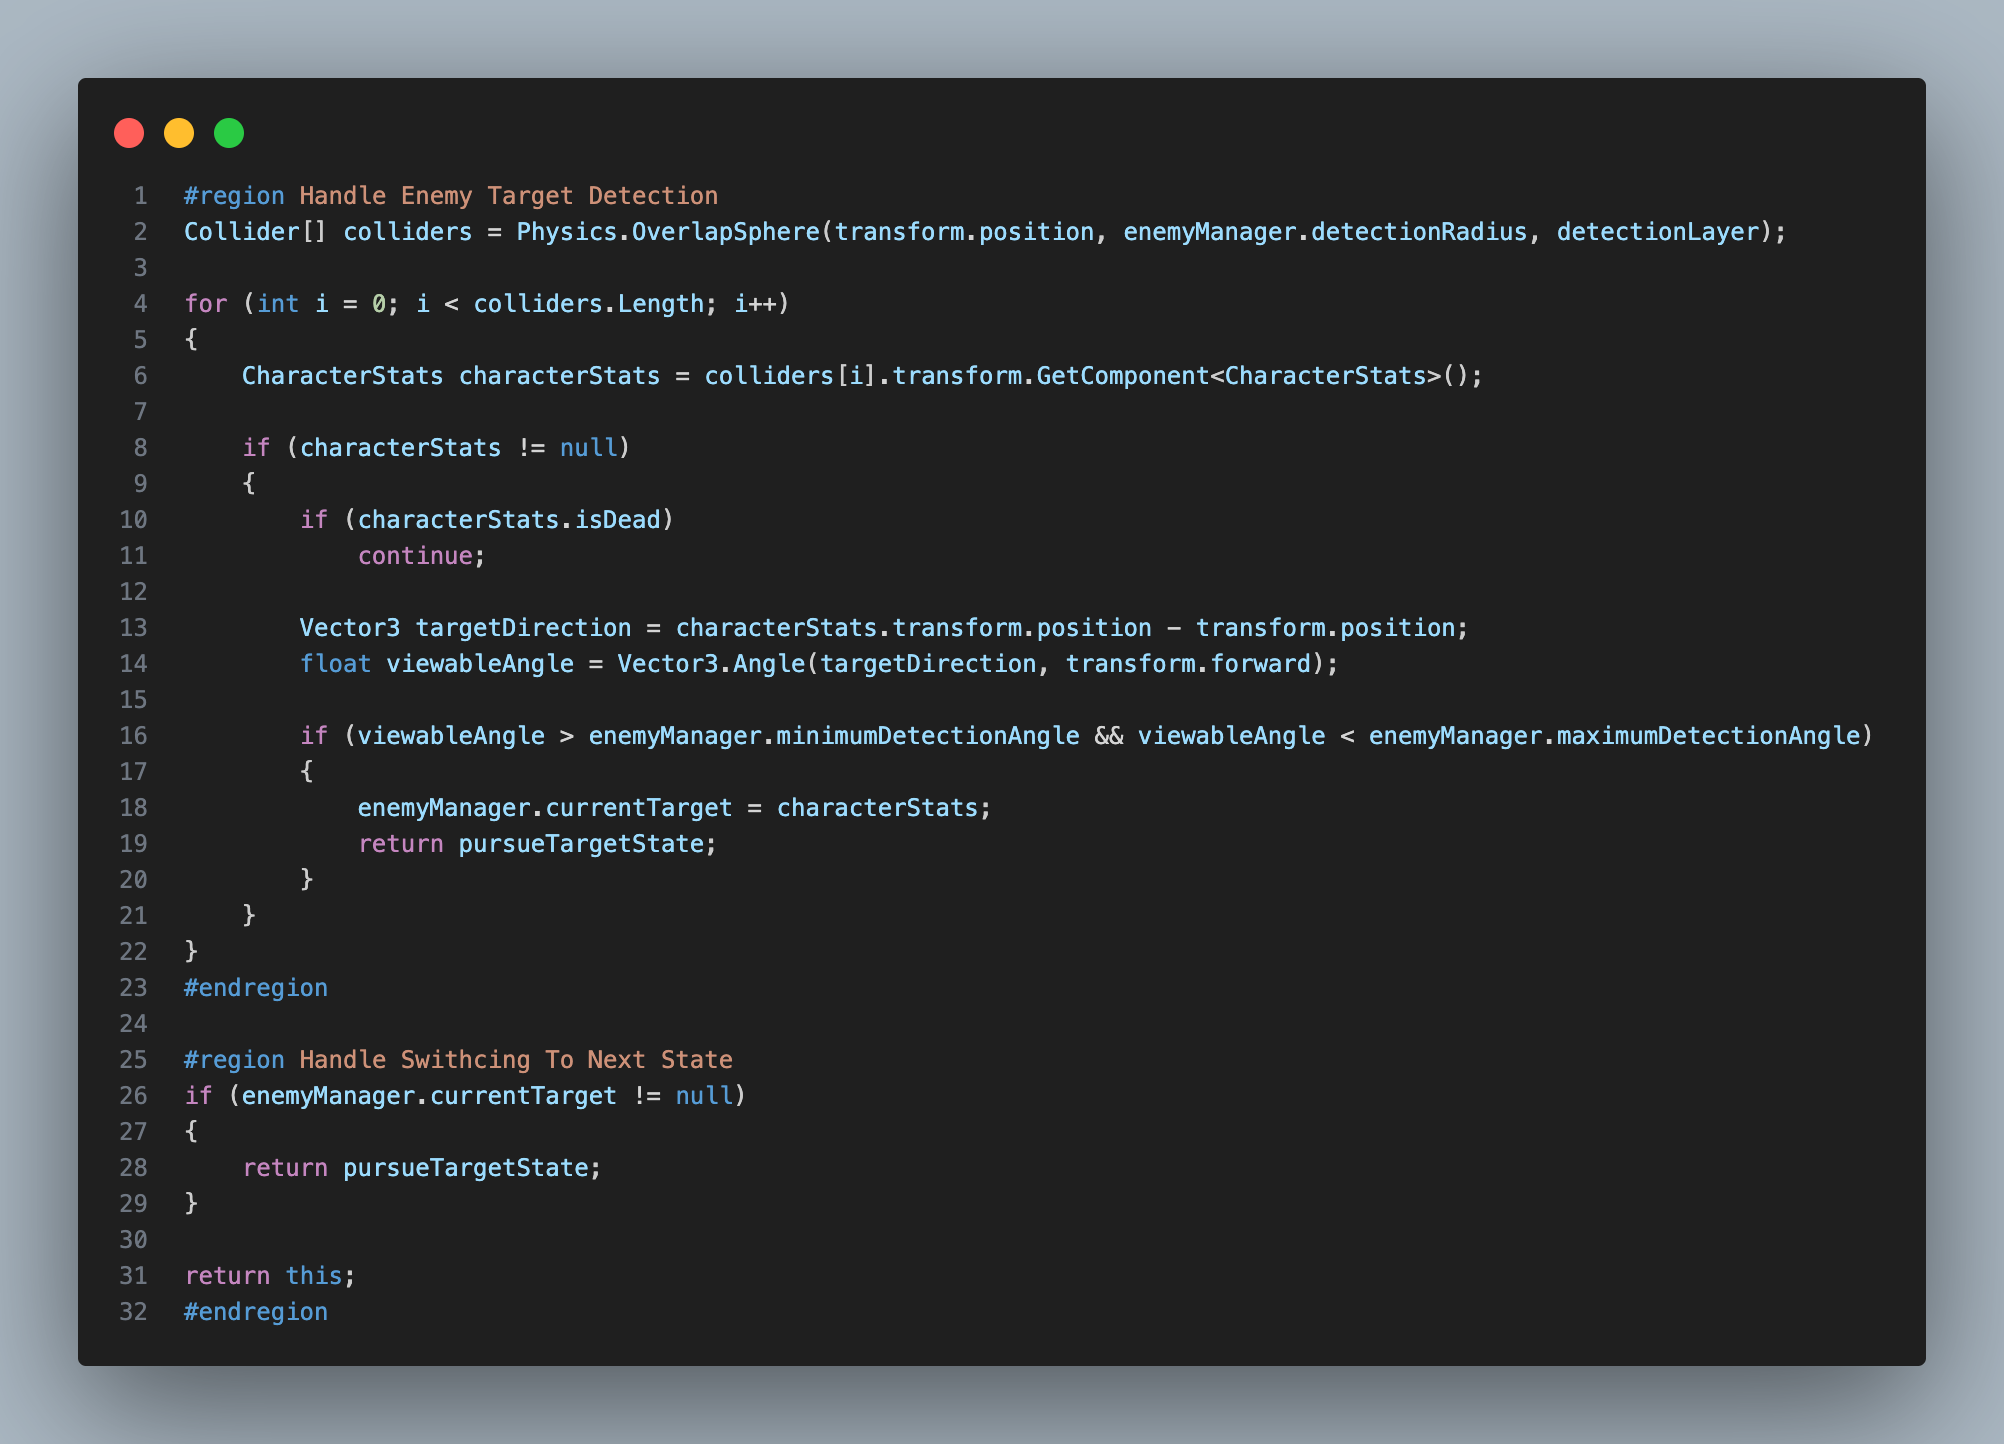 1 #region Handle Enemy Target Detection
2 Collider[] colliders = Physics.OverlapSphere(transform.position, enemyManager.detectionRadius, detectionLayer);
3
4 for (int i = 0; i < colliders.Length; i++)
5 {
6     CharacterStats characterStats = colliders[i].transform.GetComponent<CharacterStats>();
7
8     if (characterStats != null)
9     {
10         if (characterStats.isDead)
11             continue;
12
13         Vector3 targetDirection = characterStats.transform.position - transform.position;
14         float viewableAngle = Vector3.Angle(targetDirection, transform.forward);
15
16         if (viewableAngle > enemyManager.minimumDetectionAngle && viewableAngle < enemyManager.maximumDetectionAngle)
17         {
18             enemyManager.currentTarget = characterStats;
19             return pursueTargetState;
20         }
21     }
22 }
23 #endregion
24
25 #region Handle Swithcing To Next State
26 if (enemyManager.currentTarget != null)
27 {
28     return pursueTargetState;
29 }
30
31 return this;
32 #endregion